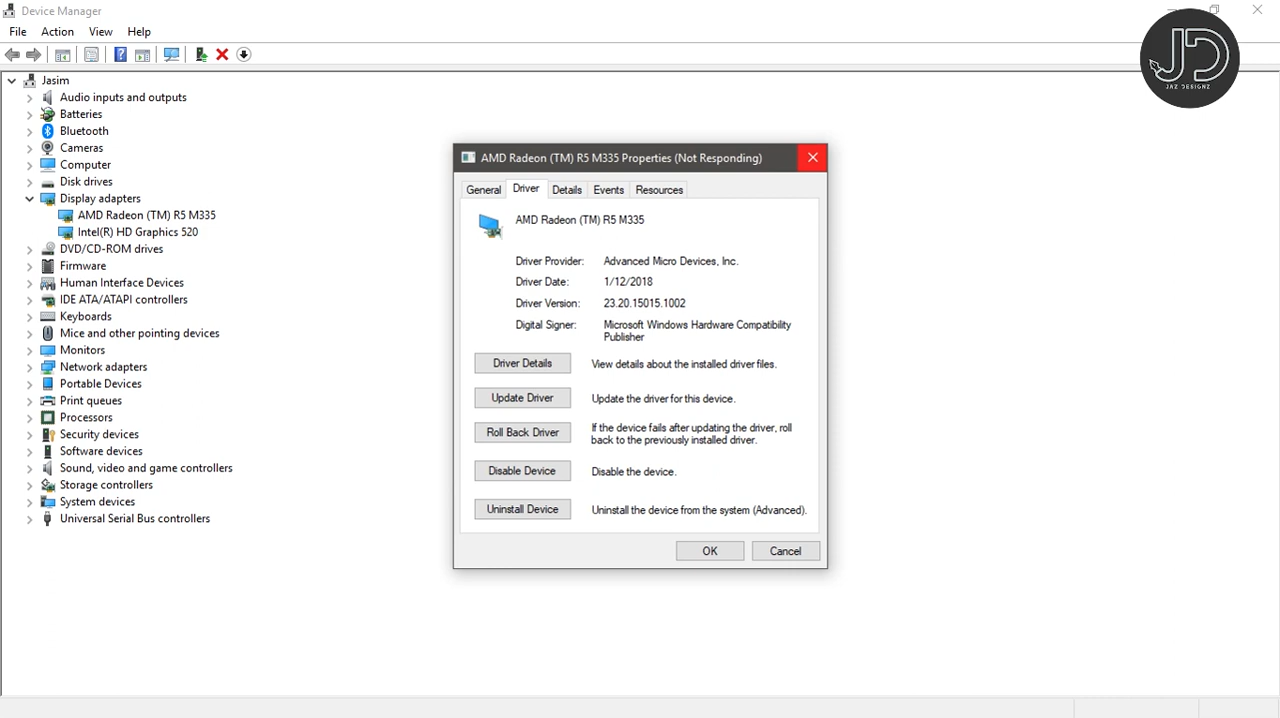 Device Manager
File Action View Help
Jasim
Audio inputs and outputs
Batteries
Bluetooth
Cameras
Computer
Disk drives
Display adapters
AMD Radeon (TM) R5 M335
Intel(R) HD Graphics 520
DVD/CD-ROM drives
Firmware
Human Interface Devices
IDE ATA/ATAPI controllers
Keyboards
Mice and other pointing devices
Monitors
Network adapters
Portable Devices
Print queues
Processors
Security devices
Software devices
Sound, video and game controllers
Storage controllers
System devices
Universal Serial Bus controllers
AMD Radeon (TM) R5 M335 Properties (Not Responding)
General Driver Details Events Resources
AMD Radeon (TM) R5 M335
Driver Provider: Advanced Micro Devices, Inc.
Driver Date: 1/12/2018
Driver Version: 23.20.15015.1002
Digital Signer: Microsoft Windows Hardware Compatibility
Publisher
Driver Details View details about the installed driver files.
Update Driver Update the driver for this device.
Roll Back Driver If the device fails after updating the driver, roll
back to the previously installed driver.
Disable Device Disable the device.
Uninstall Device Uninstall the device from the system (Advanced).
OK Cancel
JD
JAZ DESIGNZ